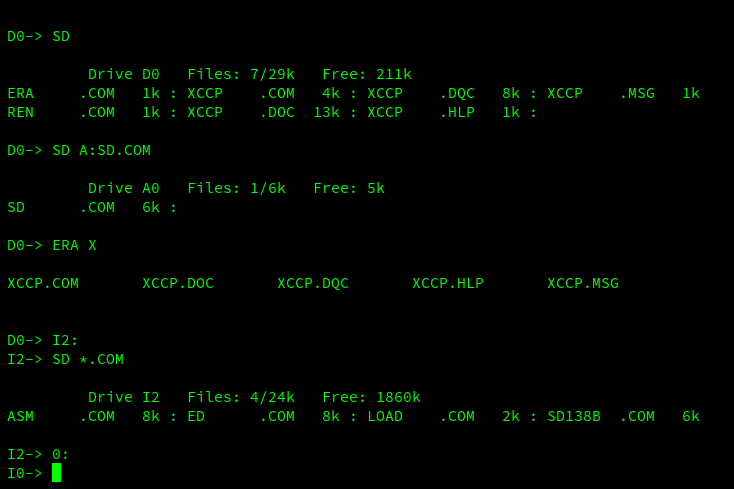 D0-> SD
Drive D0   Files: 7/29k   Free: 211k
ERA     .COM   1k : XCCP    .COM   4k : XCCP    .DQC   8k : XCCP    .MSG   1k
REN     .COM   1k : XCCP    .DOC  13k : XCCP    .HLP   1k :
D0-> SD A:SD.COM
Drive A0   Files: 1/6k   Free: 5k
SD      .COM   6k :
D0-> ERA X
XCCP.COM       XCCP.DOC       XCCP.DQC       XCCP.HLP       XCCP.MSG
D0-> I2:
I2-> SD *.COM
Drive I2   Files: 4/24k   Free: 1860k
ASM     .COM   8k : ED      .COM   8k : LOAD    .COM   2k : SD138B  .COM   6k
I2-> 0:
I0->